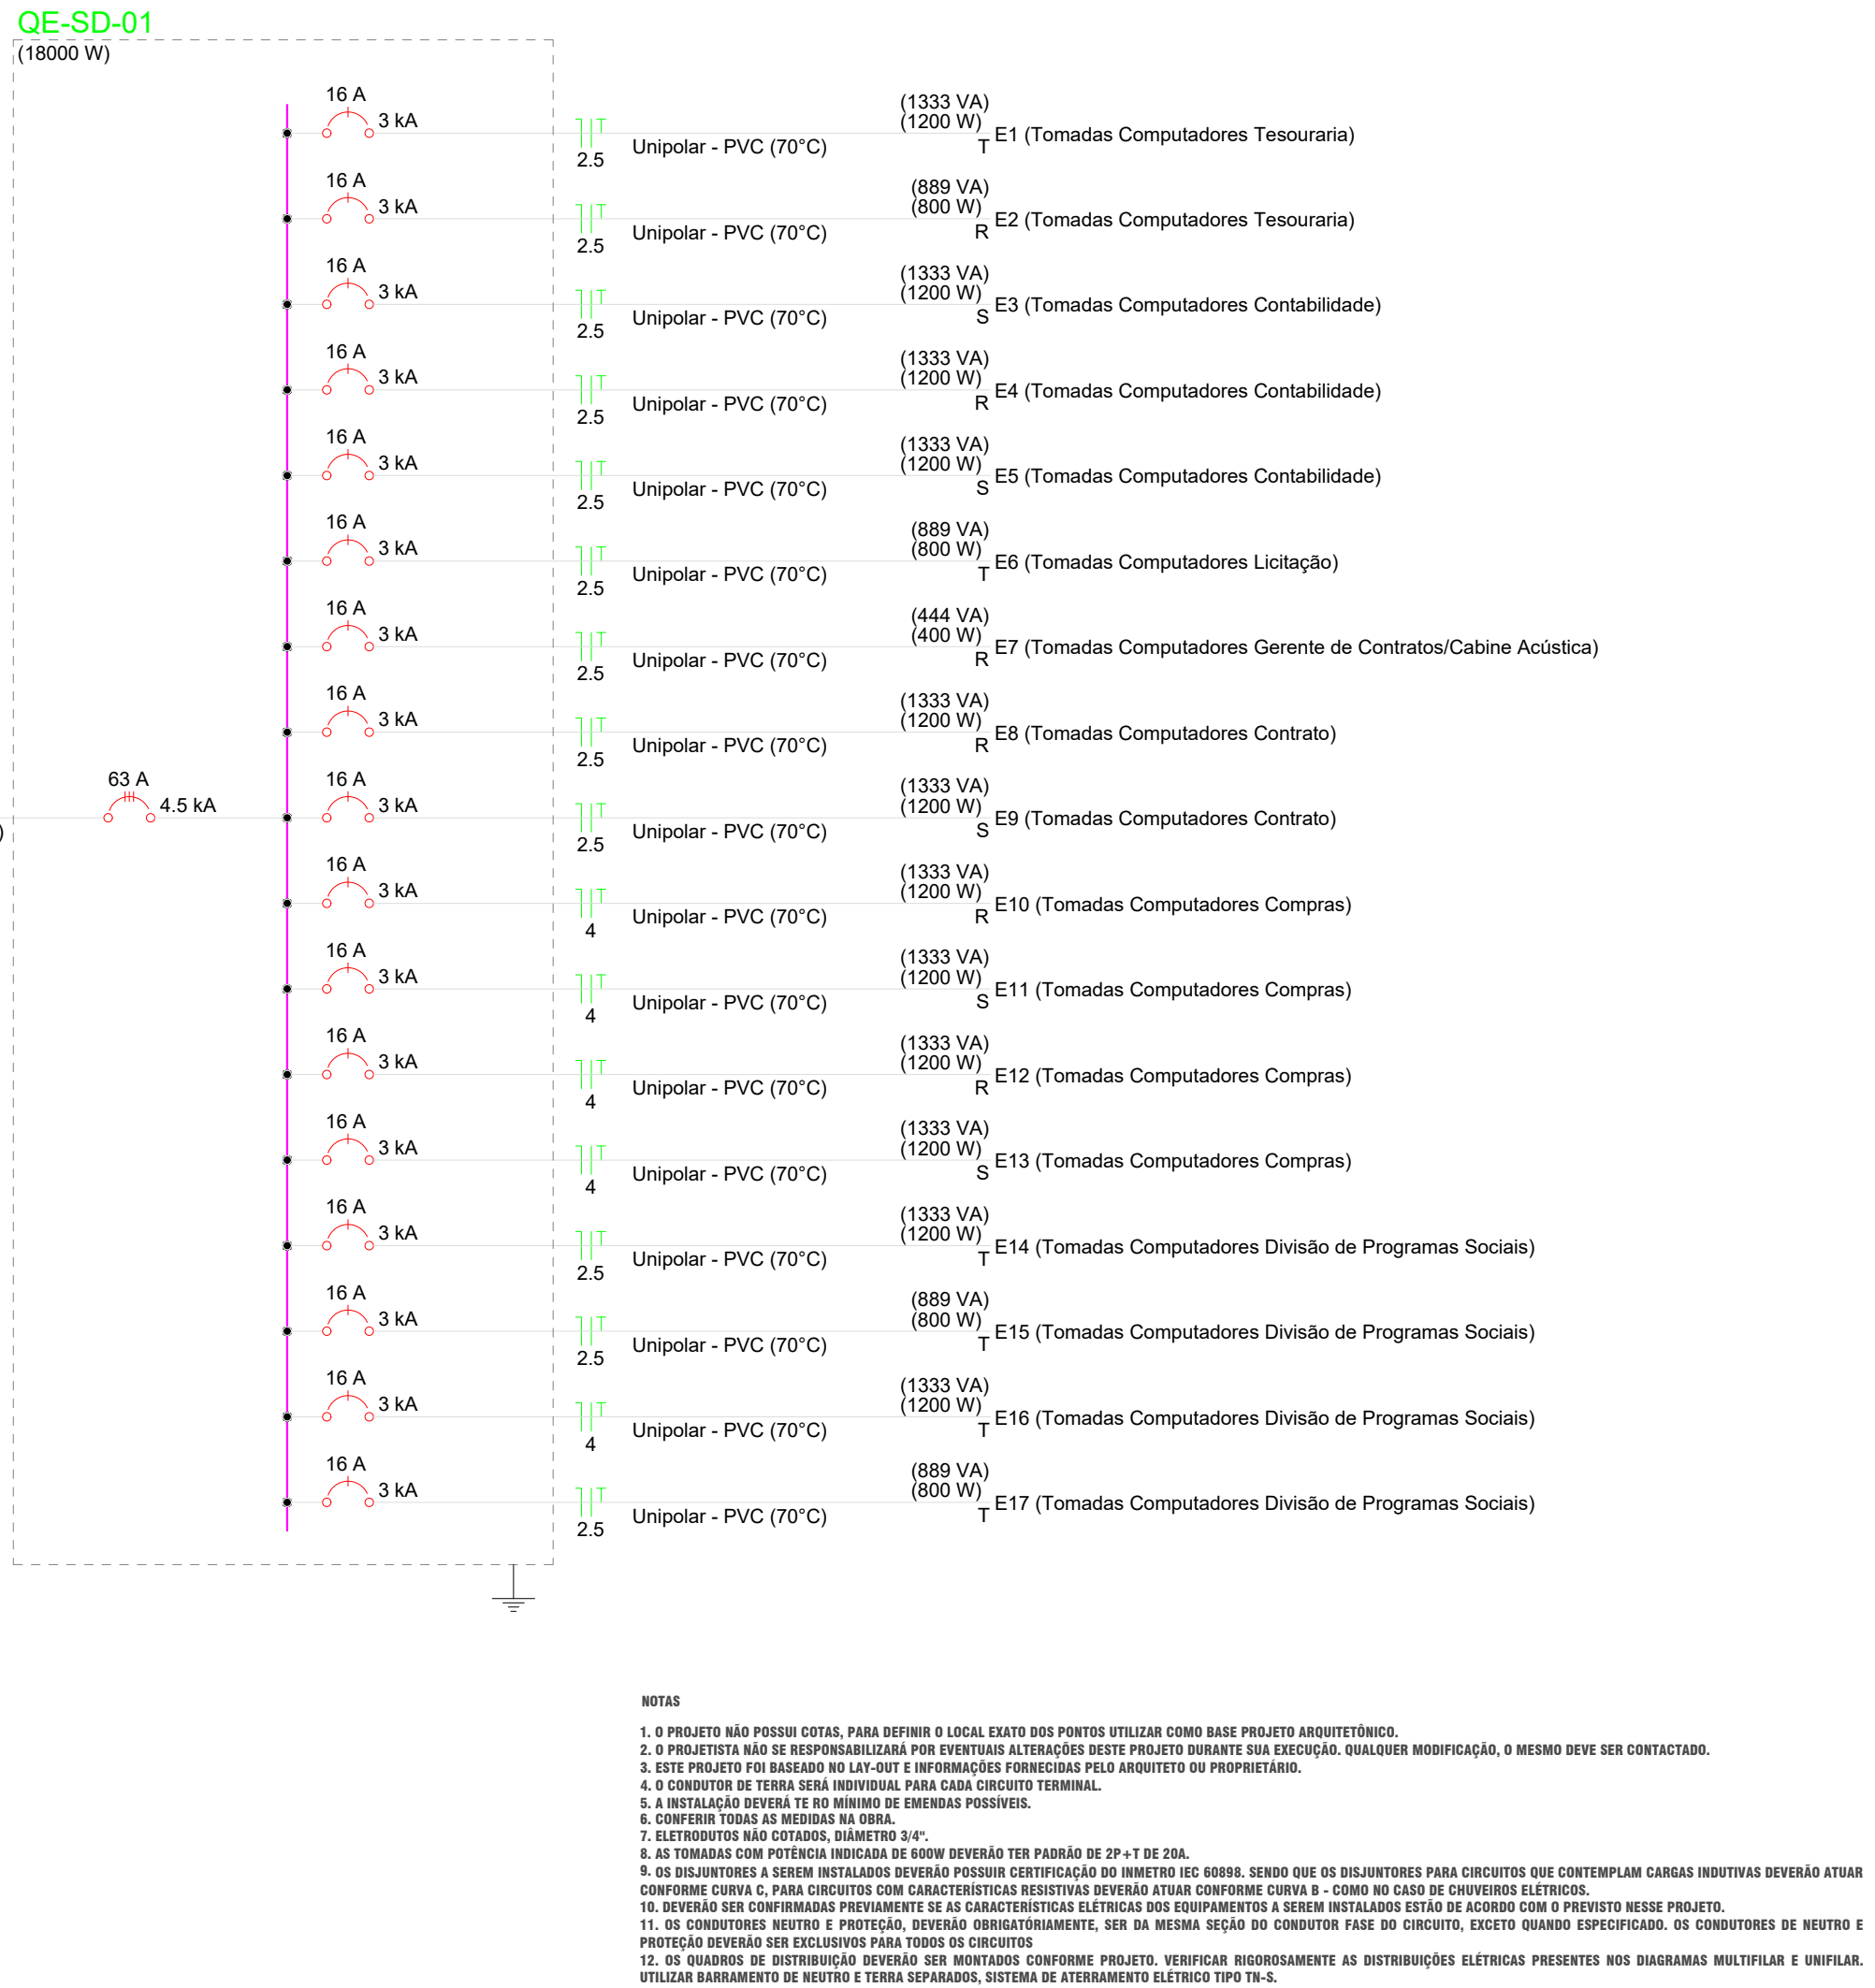 QE-SD-01
(18000 W)
16 A
3 kA
2.5
Unipolar - PVC (70°C)
(1333 VA)
(1200 W)
T
E1 (Tomadas Computadores Tesouraria)
16 A
3 kA
2.5
Unipolar - PVC (70°C)
(889 VA)
(800 W)
R
E2 (Tomadas Computadores Tesouraria)
16 A
3 kA
2.5
Unipolar - PVC (70°C)
(1333 VA)
(1200 W)
S
E3 (Tomadas Computadores Contabilidade)
16 A
3 kA
2.5
Unipolar - PVC (70°C)
(1333 VA)
(1200 W)
R
E4 (Tomadas Computadores Contabilidade)
16 A
3 kA
2.5
Unipolar - PVC (70°C)
(1333 VA)
(1200 W)
S
E5 (Tomadas Computadores Contabilidade)
16 A
3 kA
2.5
Unipolar - PVC (70°C)
(889 VA)
(800 W)
T
E6 (Tomadas Computadores Licitação)
16 A
3 kA
2.5
Unipolar - PVC (70°C)
(444 VA)
(400 W)
R
E7 (Tomadas Computadores Gerente de Contratos/Cabine Acústica)
16 A
3 kA
2.5
Unipolar - PVC (70°C)
(1333 VA)
(1200 W)
R
E8 (Tomadas Computadores Contrato)
63 A
4.5 kA
)
16 A
3 kA
2.5
Unipolar - PVC (70°C)
(1333 VA)
(1200 W)
S
E9 (Tomadas Computadores Contrato)
16 A
3 kA
4
Unipolar - PVC (70°C)
(1333 VA)
(1200 W)
R
E10 (Tomadas Computadores Compras)
16 A
3 kA
4
Unipolar - PVC (70°C)
(1333 VA)
(1200 W)
S
E11 (Tomadas Computadores Compras)
16 A
3 kA
4
Unipolar - PVC (70°C)
(1333 VA)
(1200 W)
R
E12 (Tomadas Computadores Compras)
16 A
3 kA
4
Unipolar - PVC (70°C)
(1333 VA)
(1200 W)
S
E13 (Tomadas Computadores Compras)
16 A
3 kA
2.5
Unipolar - PVC (70°C)
(1333 VA)
(1200 W)
T
E14 (Tomadas Computadores Divisão de Programas Sociais)
16 A
3 kA
2.5
Unipolar - PVC (70°C)
(889 VA)
(800 W)
T
E15 (Tomadas Computadores Divisão de Programas Sociais)
16 A
3 kA
4
Unipolar - PVC (70°C)
(1333 VA)
(1200 W)
T
E16 (Tomadas Computadores Divisão de Programas Sociais)
16 A
3 kA
2.5
Unipolar - PVC (70°C)
(889 VA)
(800 W)
T
E17 (Tomadas Computadores Divisão de Programas Sociais)
NOTAS
1. O PROJETO NÃO POSSUI COTAS, PARA DEFINIR O LOCAL EXATO DOS PONTOS UTILIZAR COMO BASE PROJETO ARQUITETÔNICO.
2. O PROJETISTA NÃO SE RESPONSABILIZARÁ POR EVENTUAIS ALTERAÇÕES DESTE PROJETO DURANTE SUA EXECUÇÃO. QUALQUER MODIFICAÇÃO, O MESMO DEVE SER CONTACTADO.
3. ESTE PROJETO FOI BASEADO NO LAY-OUT E INFORMAÇÕES FORNECIDAS PELO ARQUITETO OU PROPRIETÁRIO.
4. O CONDUTOR DE TERRA SERÁ INDIVIDUAL PARA CADA CIRCUITO TERMINAL.
5. A INSTALAÇÃO DEVERÁ TE RO MÍNIMO DE EMENDAS POSSÍVEIS.
6. CONFERIR TODAS AS MEDIDAS NA OBRA.
7. ELETRODUTOS NÃO COTADOS, DIÂMETRO 3/4".
8. AS TOMADAS COM POTÊNCIA INDICADA DE 600W DEVERÃO TER PADRÃO DE 2P+T DE 20A.
9. OS DISJUNTORES A SEREM INSTALADOS DEVERÃO POSSUIR CERTIFICAÇÃO DO INMETRO IEC 60898. SENDO QUE OS DISJUNTORES PARA CIRCUITOS QUE CONTEMPLAM CARGAS INDUTIVAS DEVERÃO ATUAR
CONFORME CURVA C, PARA CIRCUITOS COM CARACTERÍSTICAS RESISTIVAS DEVERÃO ATUAR CONFORME CURVA B - COMO NO CASO DE CHUVEIROS ELÉTRICOS.
10. DEVERÃO SER CONFIRMADAS PREVIAMENTE SE AS CARACTERÍSTICAS ELÉTRICAS DOS EQUIPAMENTOS A SEREM INSTALADOS ESTÃO DE ACORDO COM O PREVISTO NESSE PROJETO.
11. OS CONDUTORES NEUTRO E PROTEÇÃO, DEVERÃO OBRIGATÓRIAMENTE, SER DA MESMA SEÇÃO DO CONDUTOR FASE DO CIRCUITO, EXCETO QUANDO ESPECIFICADO. OS CONDUTORES DE NEUTRO E
PROTEÇÃO DEVERÃO SER EXCLUSIVOS PARA TODOS OS CIRCUITOS
12. OS QUADROS DE DISTRIBUIÇÃO DEVERÃO SER MONTADOS CONFORME PROJETO. VERIFICAR RIGOROSAMENTE AS DISTRIBUIÇÕES ELÉTRICAS PRESENTES NOS DIAGRAMAS MULTIFILAR E UNIFILAR.
UTILIZAR BARRAMENTO DE NEUTRO E TERRA SEPARADOS, SISTEMA DE ATERRAMENTO ELÉTRICO TIPO TN-S.